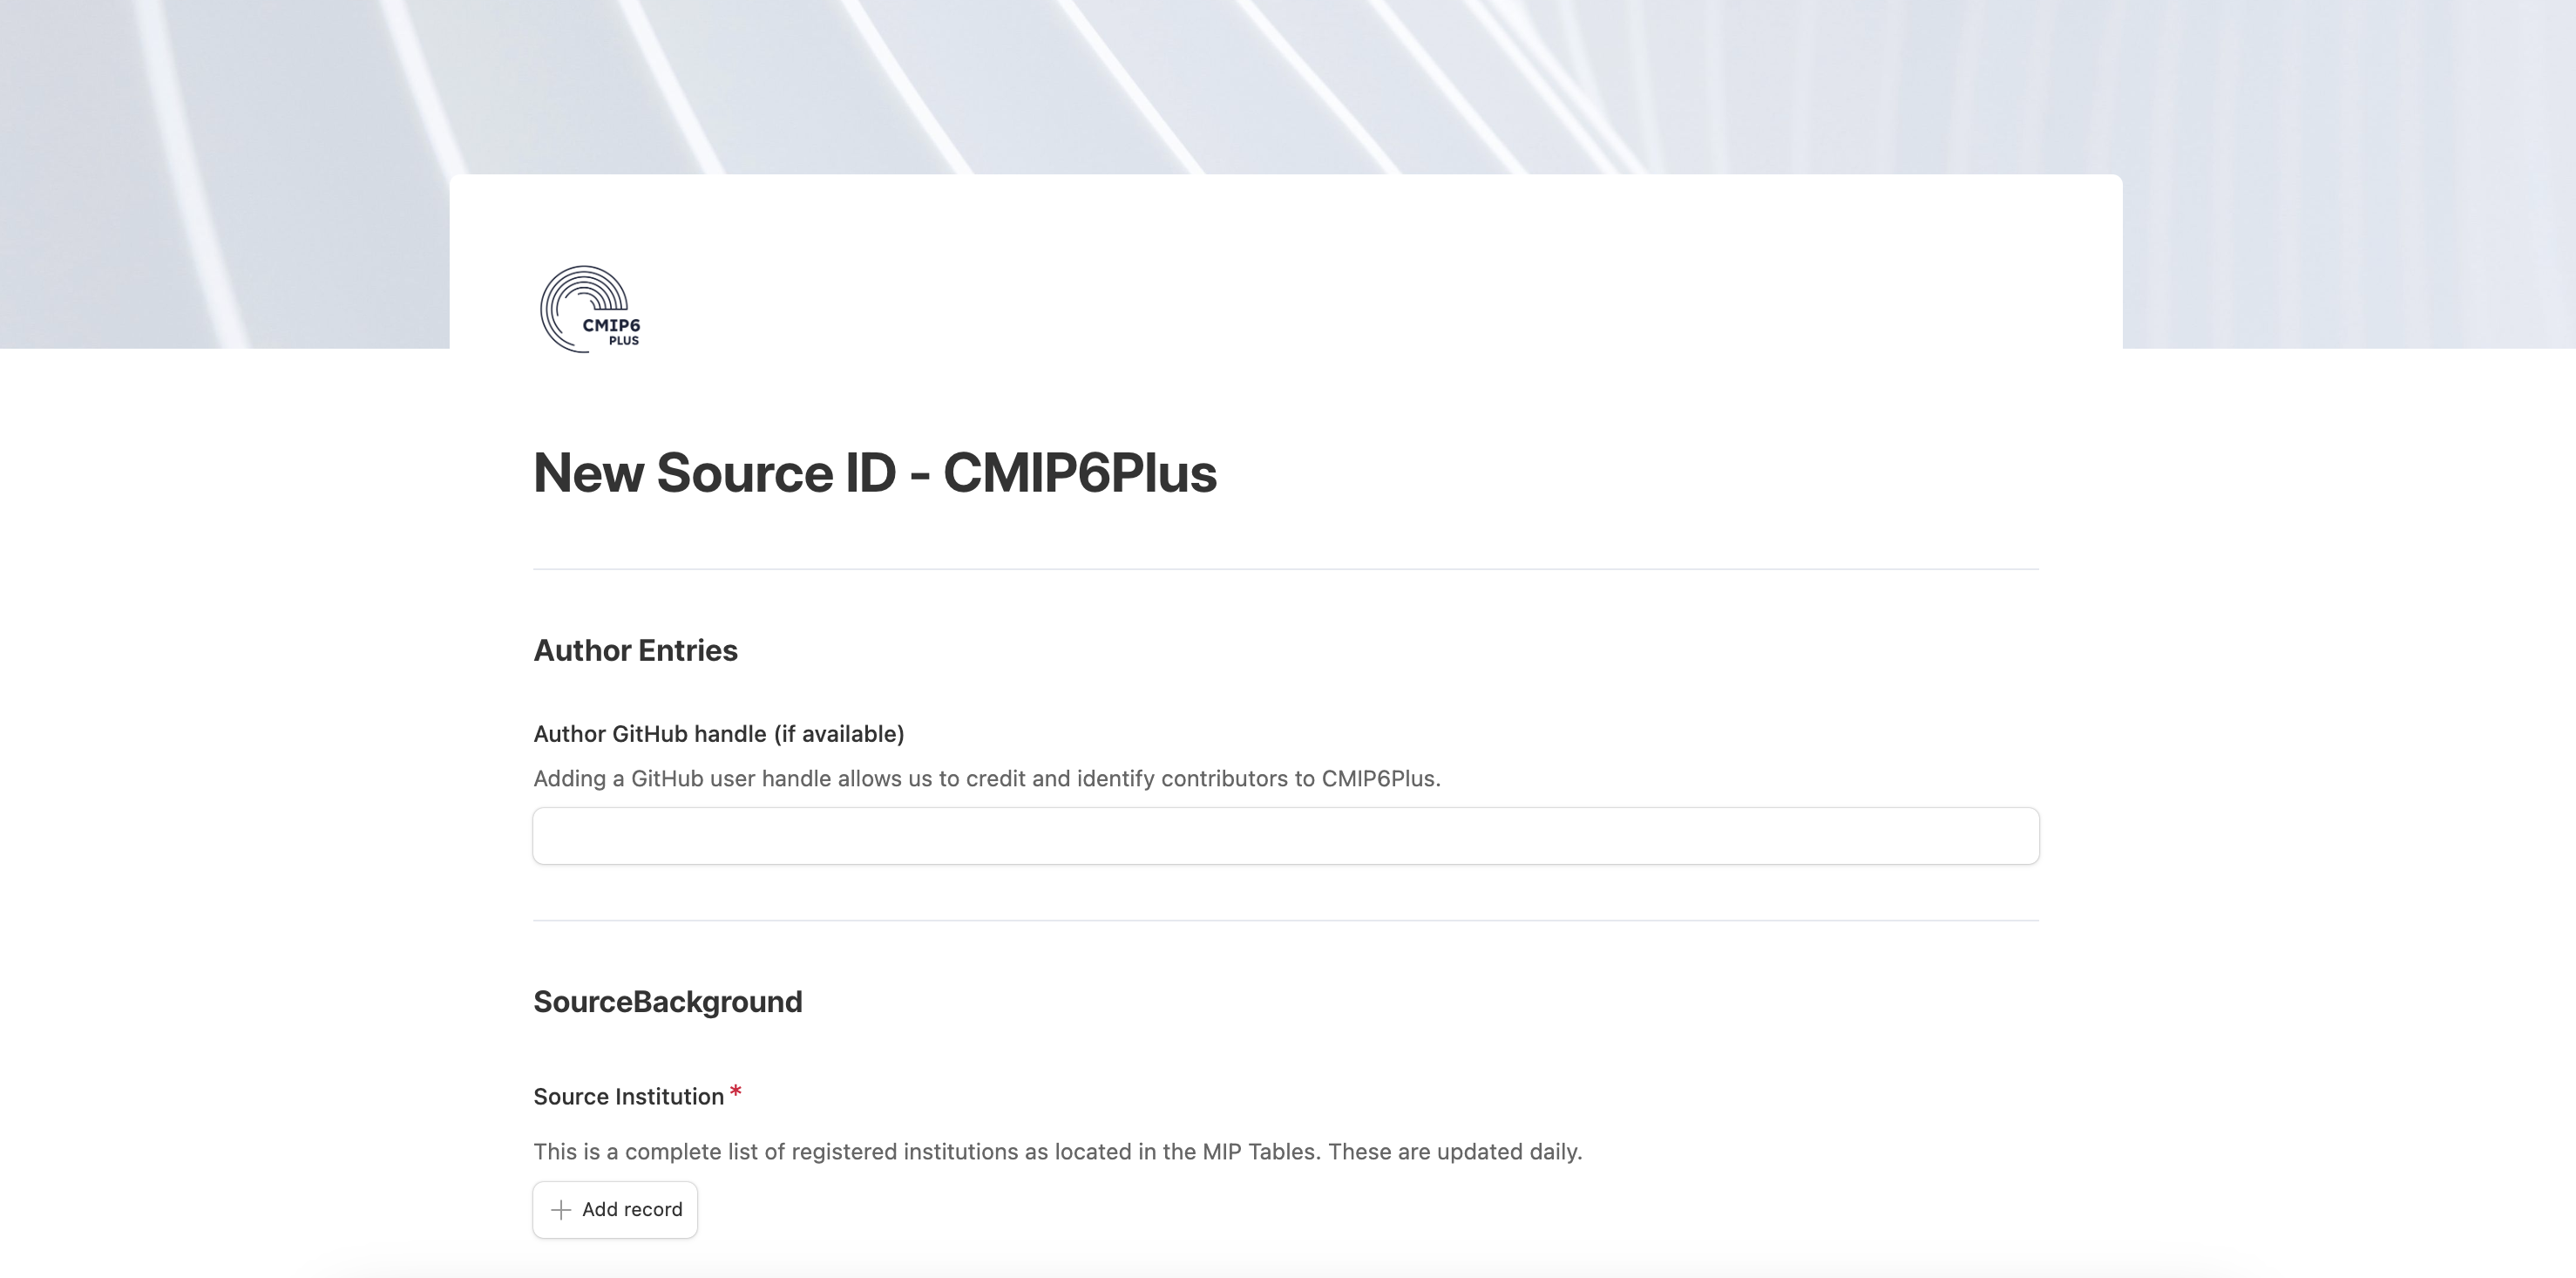 CMIP6
PLUS
New Source ID - CMIP6Plus
Author Entries
Author GitHub handle (if available)
Adding a GitHub user handle allows us to credit and identify contributors to CMIP6Plus.
SourceBackground
Source Institution *
This is a complete list of registered institutions as located in the MIP Tables. These are updated daily.
Add record